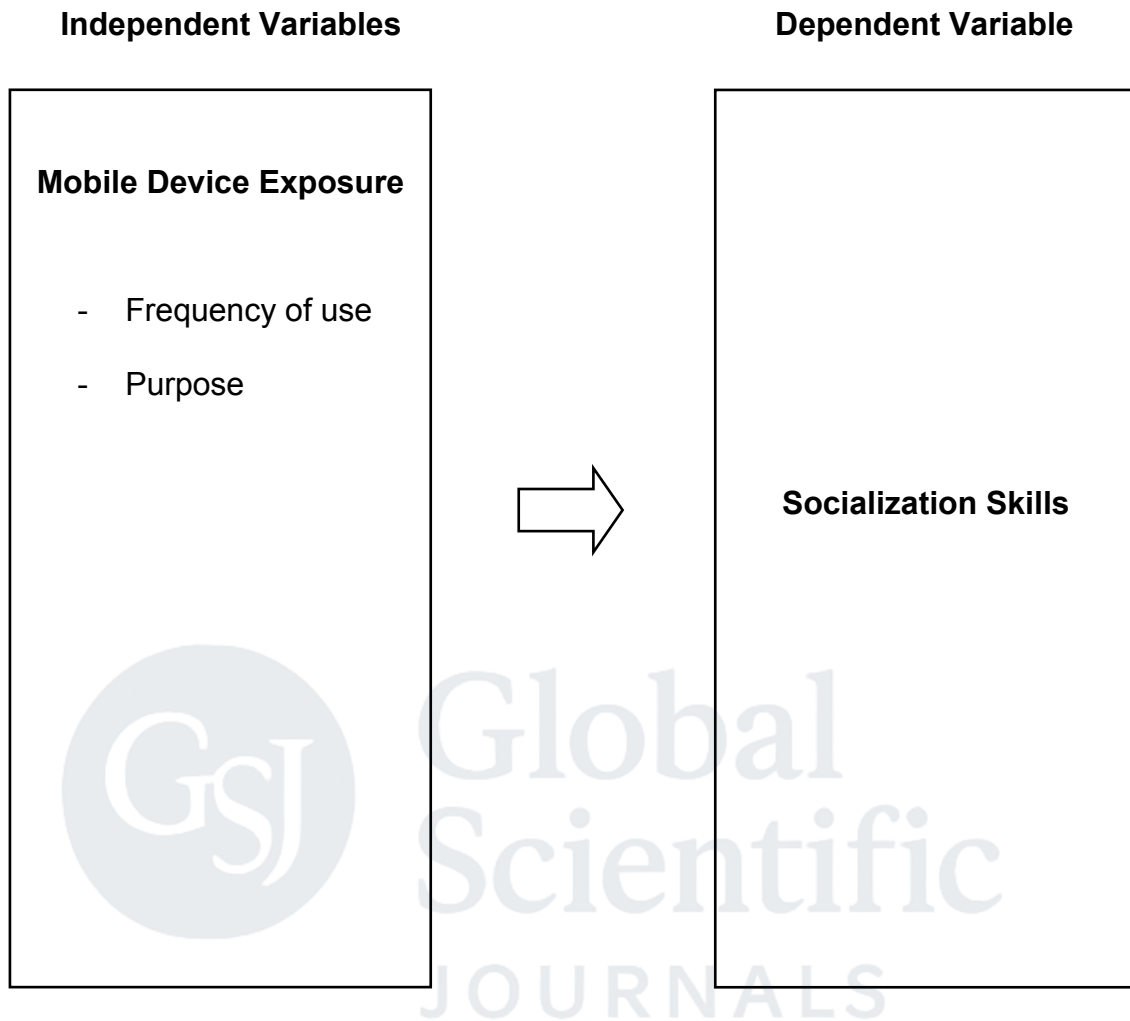 Independent Variables
Dependent Variable
Mobile Device Exposure
- Frequency of use
- Purpose
Socialization Skills
GSJ
Global
Scientific
JOURNALS